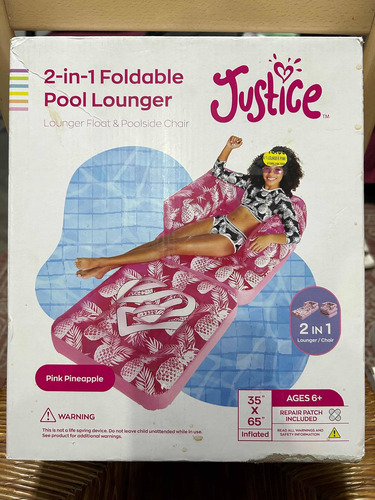 2-in-1 Foldable
Pool Lounger
Lounger Float & Poolside Chair
Justice™
2 IN 1
Lounger / Chair
Pink Pineapple
⚠ WARNING
This is not a life saving device. Do not leave child unattended while in use.
See product for additional warnings.
35"
X
65"
Inflated
AGES 6+
REPAIR PATCH
INCLUDED
READ ALL WARNINGS AND
SAFETY INFORMATION